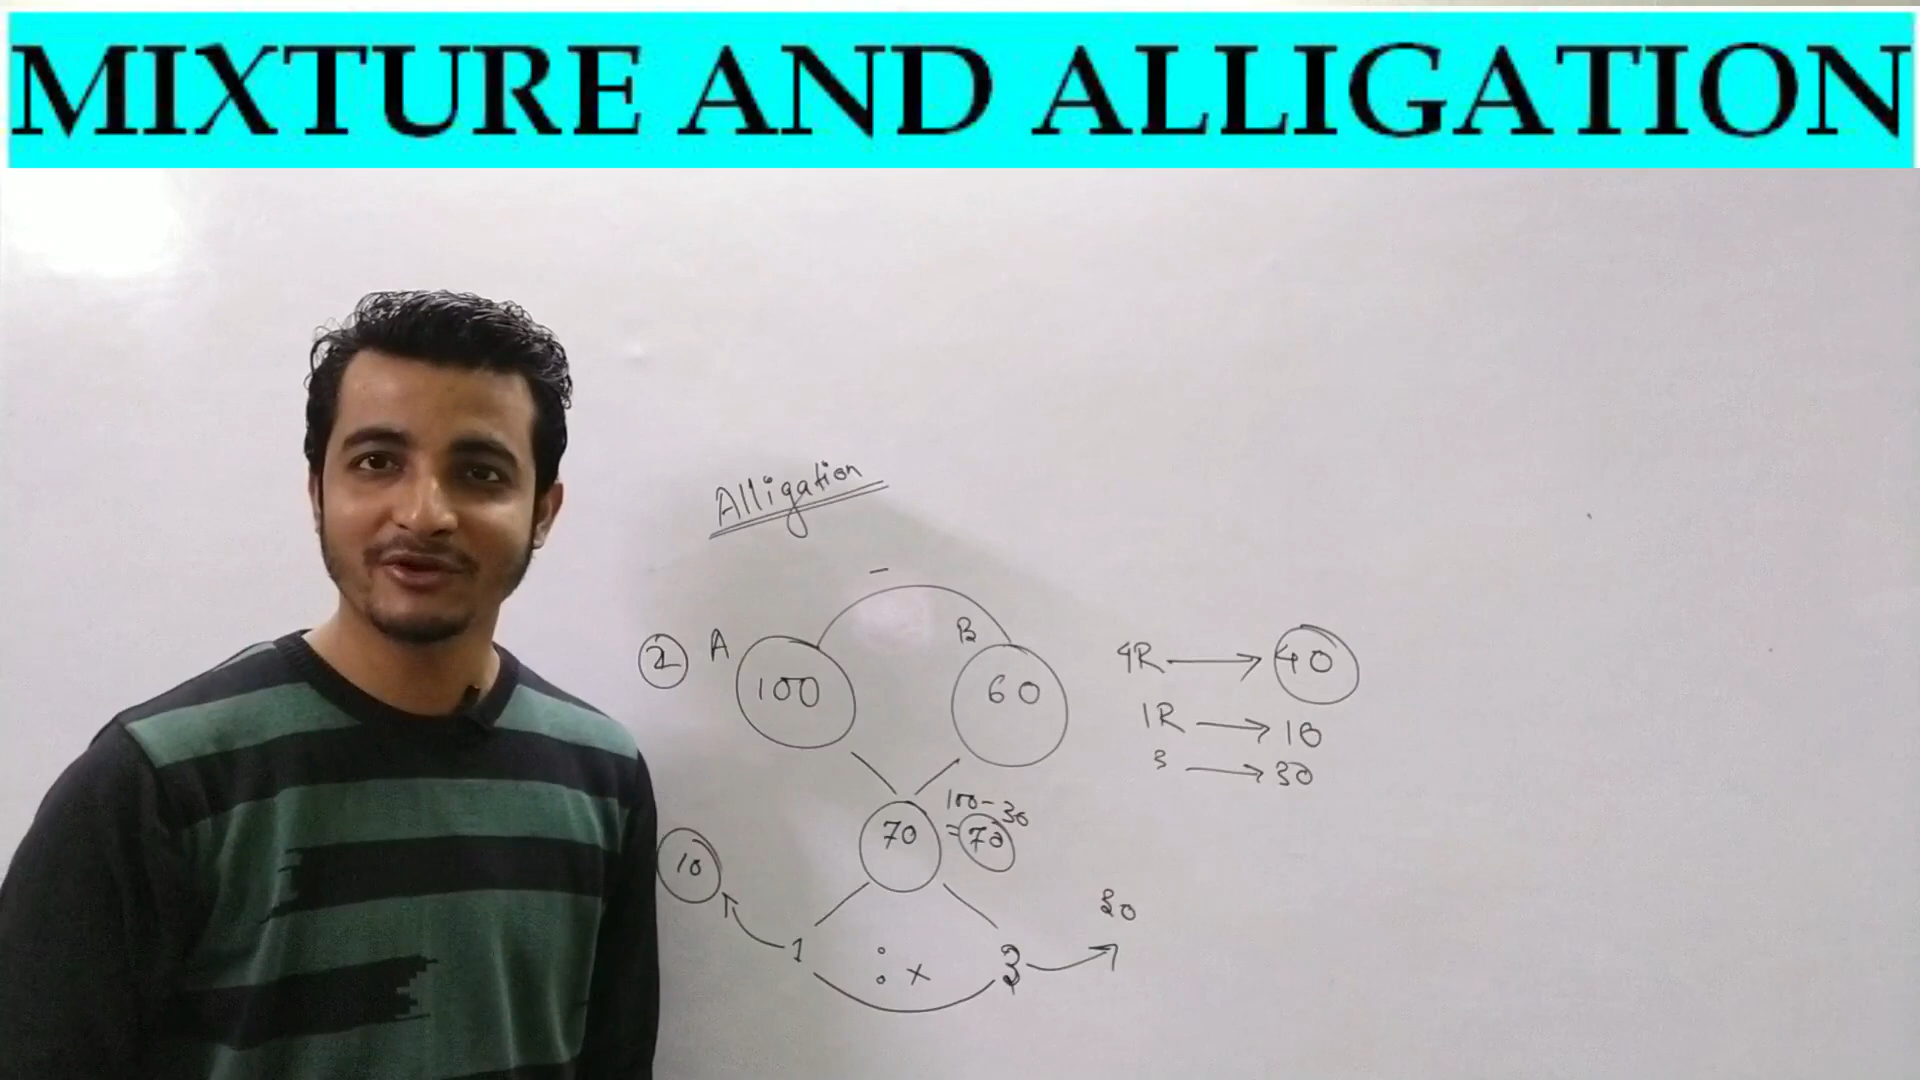 MIXTURE AND ALLIGATION
Alligation
-
2 A 100 B 60
4R → 40
1R → 10
3 → 30
70
100-30
=70
10
1 : x 3